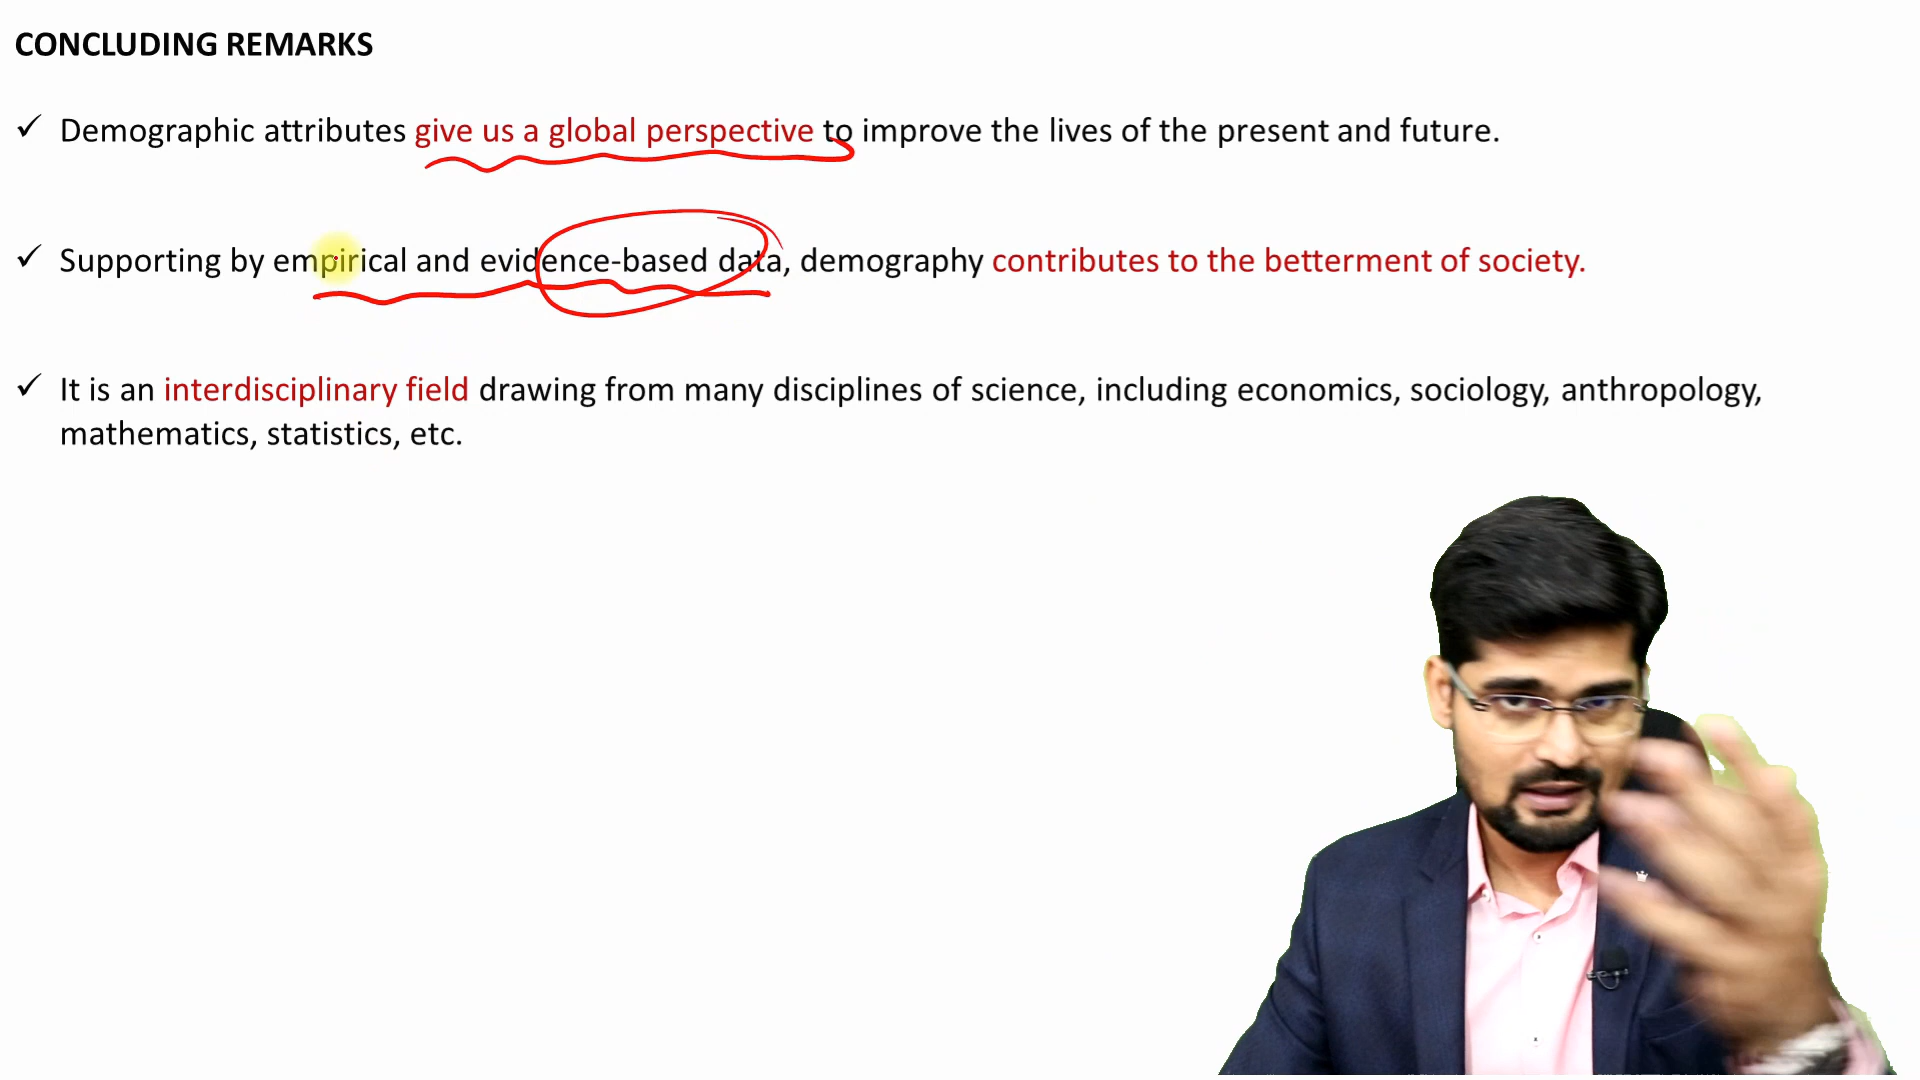 CONCLUDING REMARKS
✓ Demographic attributes give us a global perspective to improve the lives of the present and future.
✓ Supporting by empirical and evidence-based data, demography contributes to the betterment of society.
✓ It is an interdisciplinary field drawing from many disciplines of science, including economics, sociology, anthropology,
mathematics, statistics, etc.